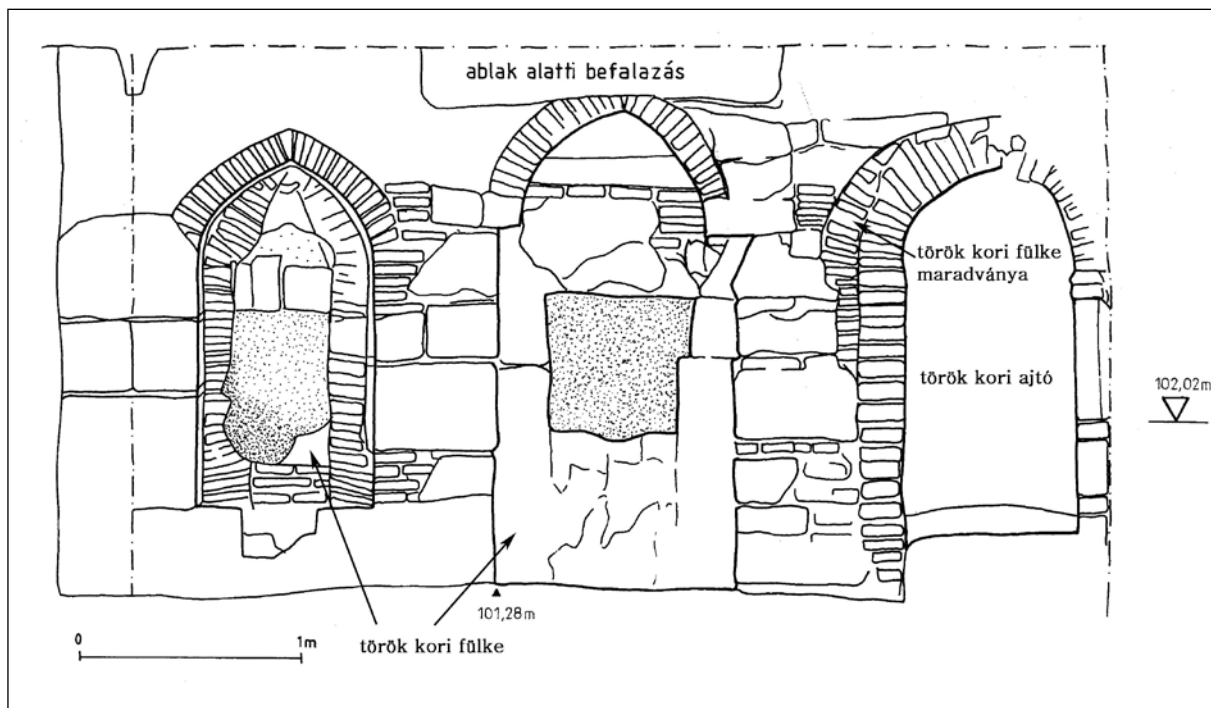 ablak alatti befalazás
török kori fülke
maradványa
török kori ajtó
102,02m
101,28m
0
1m
török kori fülke